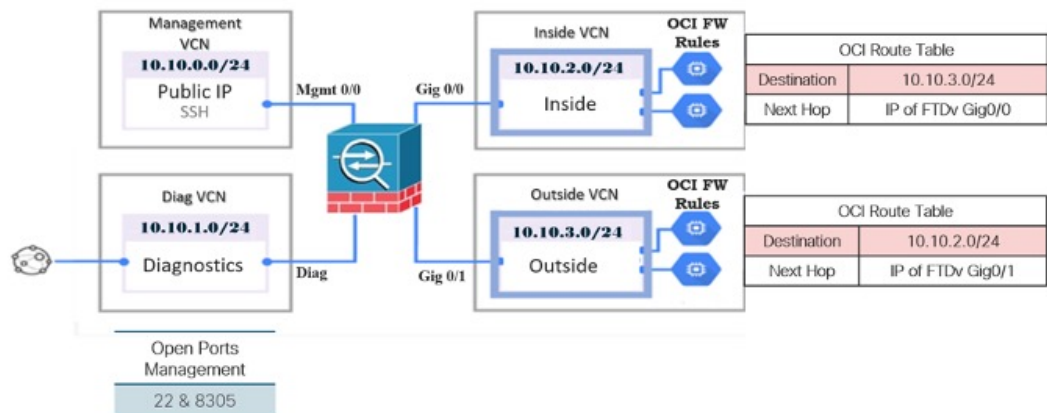 Management
VCN
10.10.0.0/24
Public IP
SSH
Mgmt 0/0
Gig 0/0
Inside VCN
10.10.2.0/24
Inside
OCI FW
Rules
OCI Route Table
Destination 10.10.3.0/24
Next Hop IP of FTDv Gig0/0
Diag VCN
10.10.1.0/24
Diagnostics
Diag
Gig 0/1
Outside VCN
10.10.3.0/24
Outside
OCI FW
Rules
OCI Route Table
Destination 10.10.2.0/24
Next Hop IP of FTDv Gig0/1
Open Ports
Management
22 & 8305